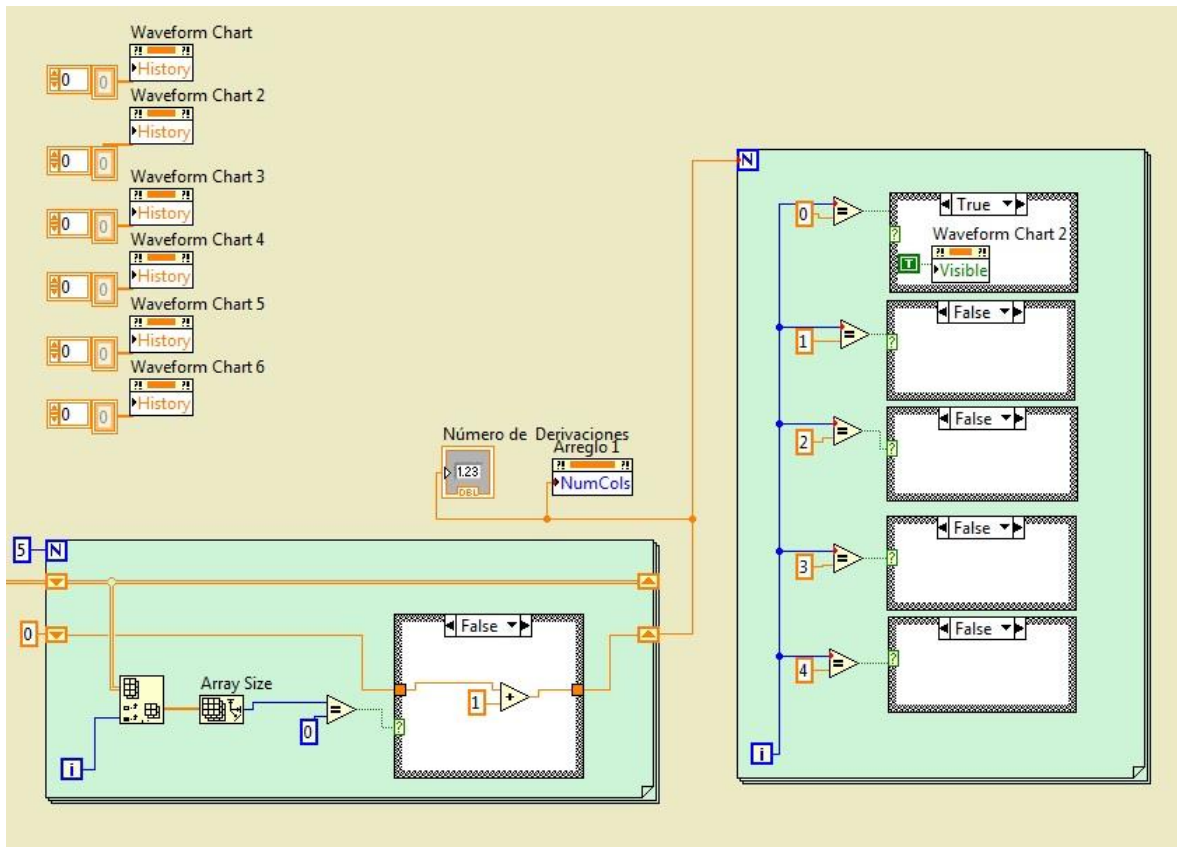 Waveform Chart
?! ?!
History
0 0
Waveform Chart 2
?! ?!
History
0 0
Waveform Chart 3
?! ?!
History
0 0
Waveform Chart 4
?! ?!
History
0 0
Waveform Chart 5
?! ?!
History
0 0
Waveform Chart 6
?! ?!
History
0 0
Número de Derivaciones
1.23
DBL
Arreglo 1
?! ?!
NumCols
5 N
0
False
1 +
Array Size
= 0
?
i
N
0 =
True
?
Waveform Chart 2
?! ?!
T Visible
1 =
False
?
2 =
False
?
3 =
False
?
4 =
False
?
i